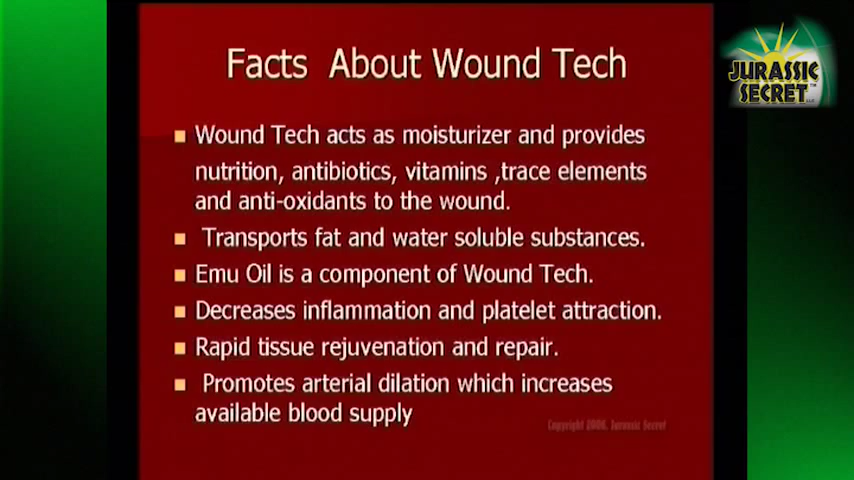 Facts About Wound Tech
JURASSIC
SECRET
Wound Tech acts as moisturizer and provides
nutrition, antibiotics, vitamins ,trace elements
and anti-oxidants to the wound.
Transports fat and water soluble substances.
Emu Oil is a component of Wound Tech.
Decreases inflammation and platelet attraction.
Rapid tissue rejuvenation and repair.
Promotes arterial dilation which increases
available blood supply
Copyright 2006. Jurassic Secret